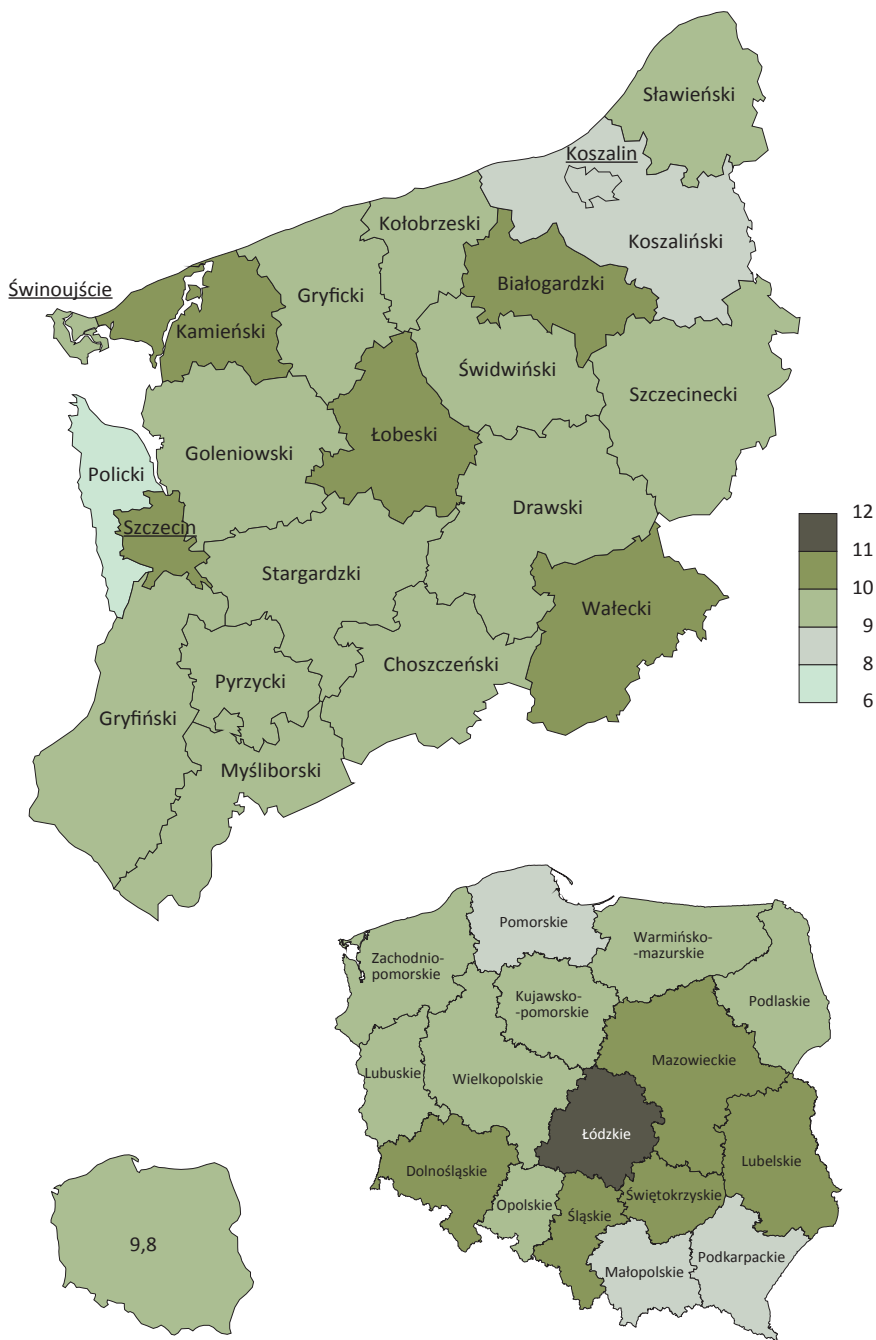 Sławieński
Koszalin
Kołobrzeski
Koszaliński
Świnoujście
Gryficki
Białogardzki
Kamieński
Świdwiński
Szczecinecki
Łobeski
Goleniowski
Policki
Drawski
Szczecin
Stargardzki
Wałecki
Choszczeński
Pyrzycki
Gryfiński
Myśliborski
12
11
10
9
8
6
Pomorskie
Warmińsko-
-mazurskie
Zachodnio-
pomorskie
Kujawsko-
-pomorskie
Podlaskie
Mazowieckie
Lubuskie
Wielkopolskie
Łódzkie
Lubelskie
Dolnośląskie
Świętokrzyskie
Opolskie
Śląskie
Podkarpackie
Małopolskie
9,8